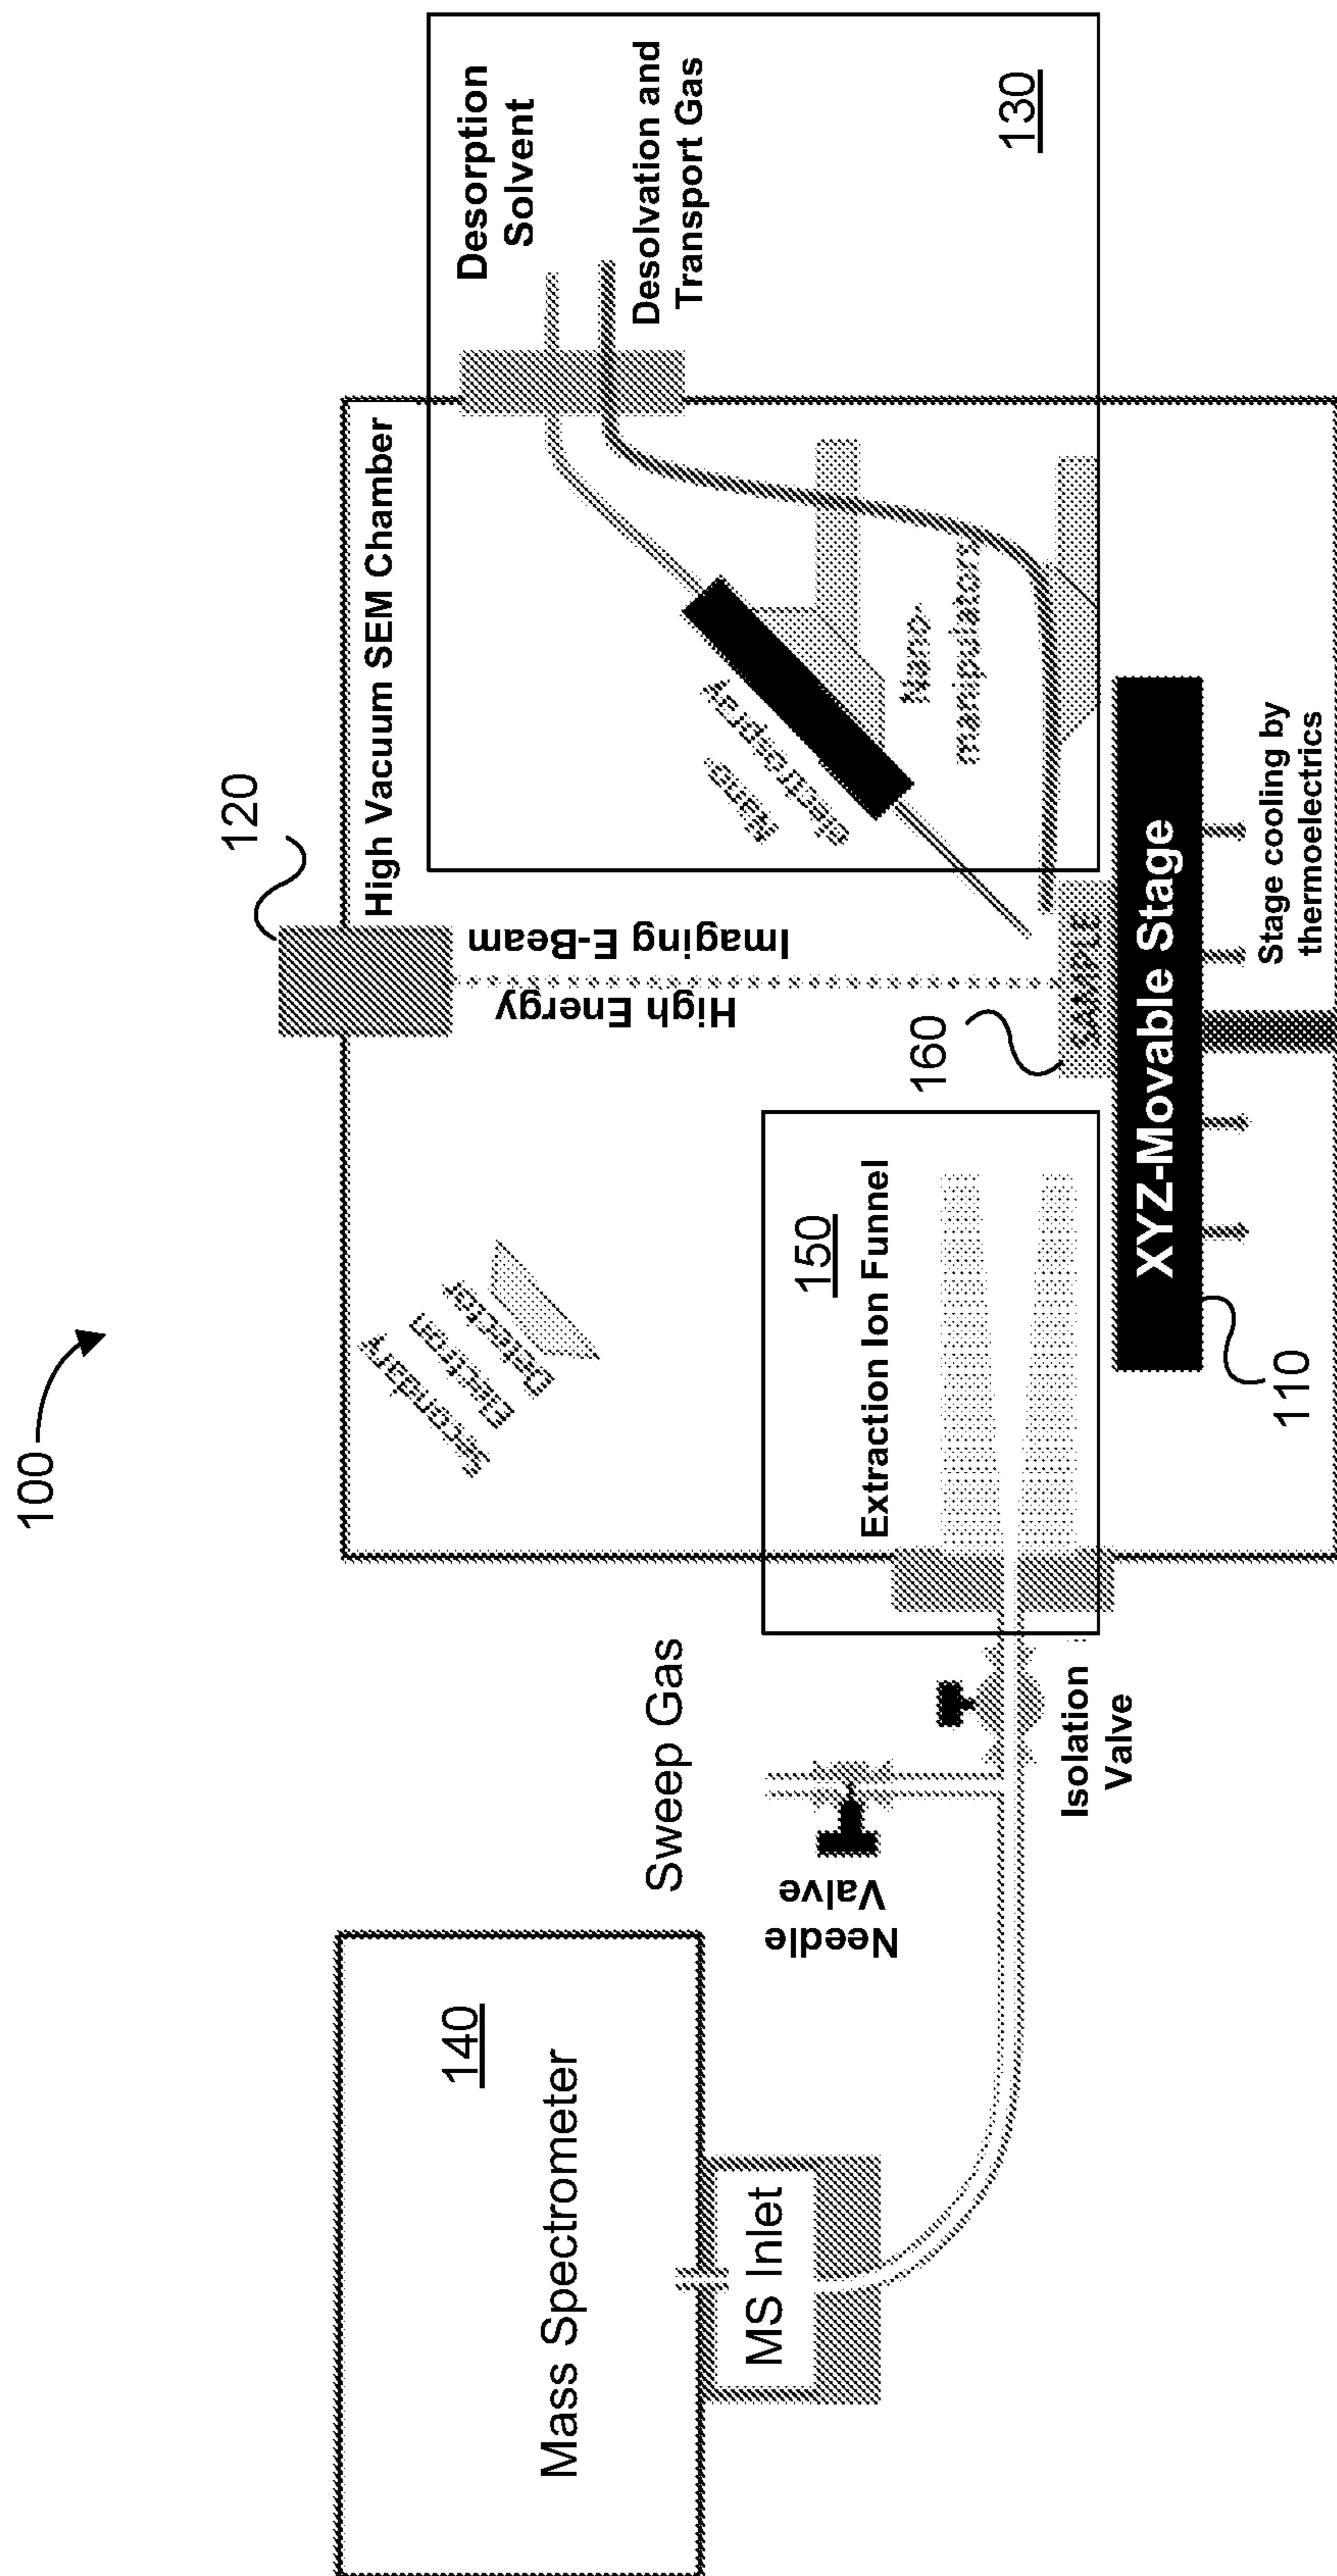 100
120
High Vacuum SEM Chamber
Desorption
Solvent
Desolvation and
Transport Gas
130
Nano-
manipulators
Nano
electrospray
High Energy
Imaging E-Beam
Secondary
Electron
Detector
160
SAMPLE
150
Extraction Ion Funnel
XYZ-Movable Stage
110
Stage cooling by
thermoelectrics
Sweep Gas
Needle
Valve
Isolation
Valve
140
Mass Spectrometer
MS Inlet